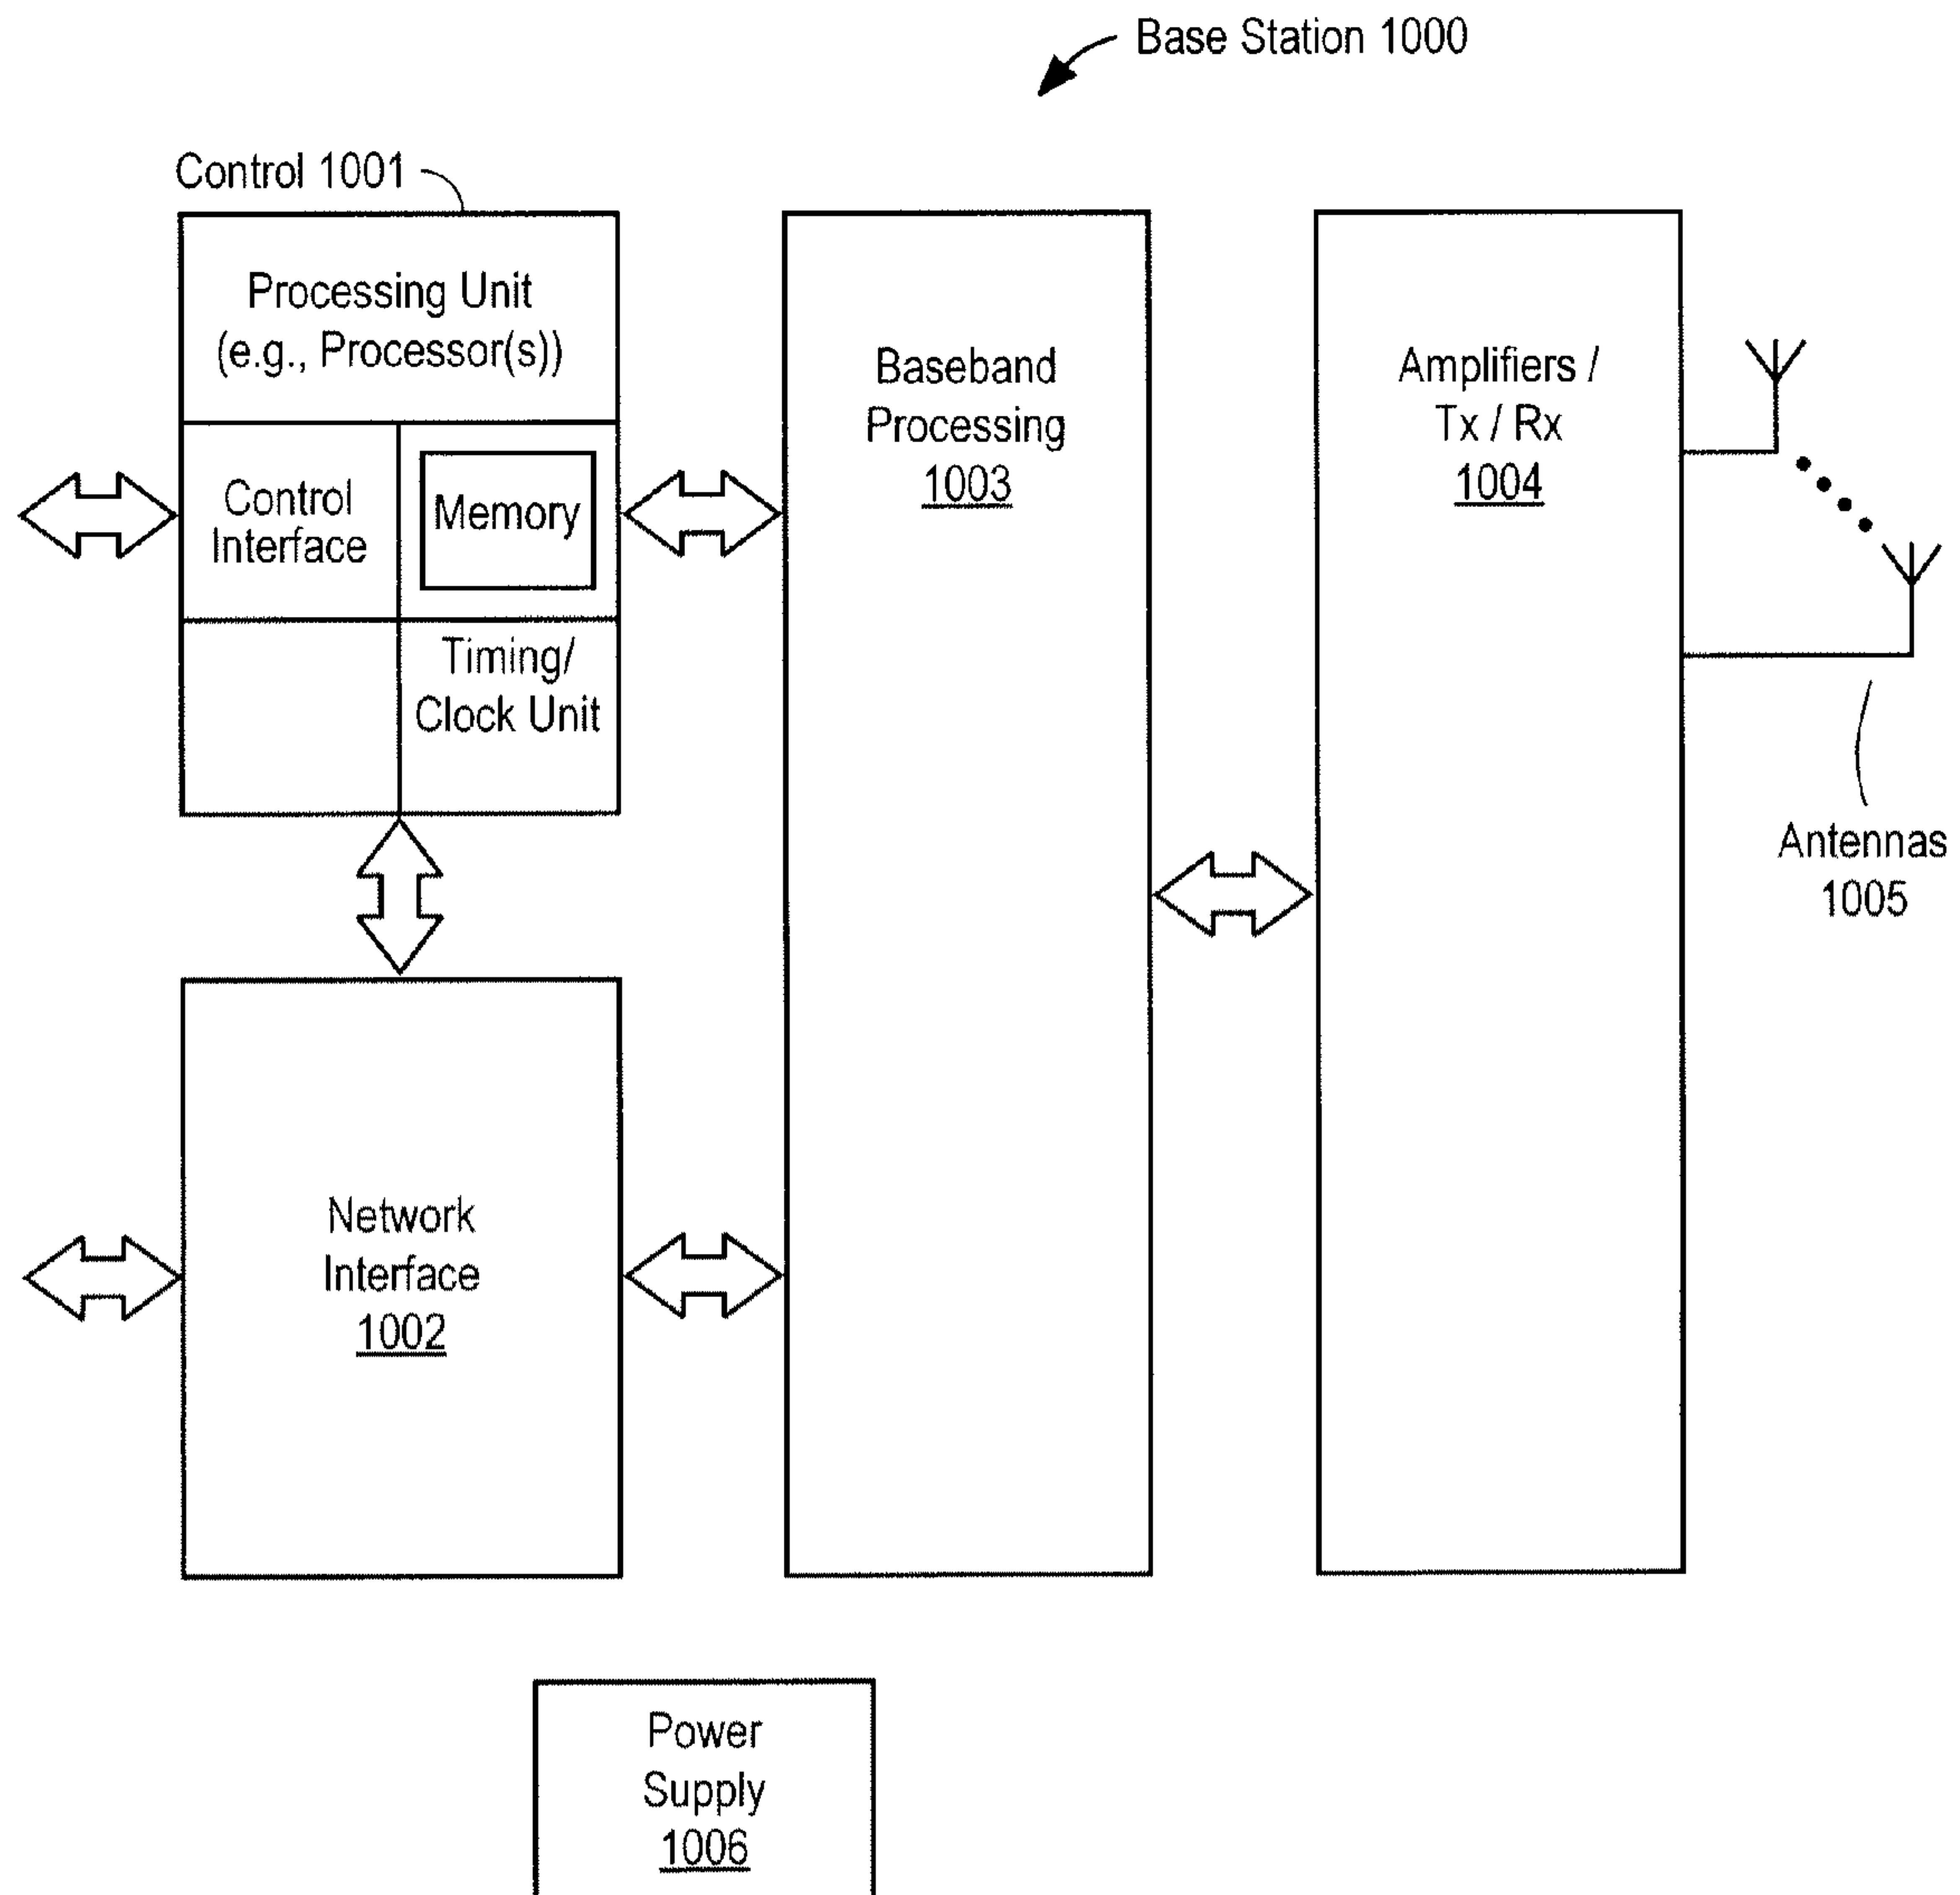 Base Station 1000
Control 1001
Processing Unit
(e.g., Processor(s))
Control
Interface
Memory
Timing/
Clock Unit
Baseband
Processing
1003
Amplifiers /
Tx / Rx
1004
Antennas
1005
Network
Interface
1002
Power
Supply
1006